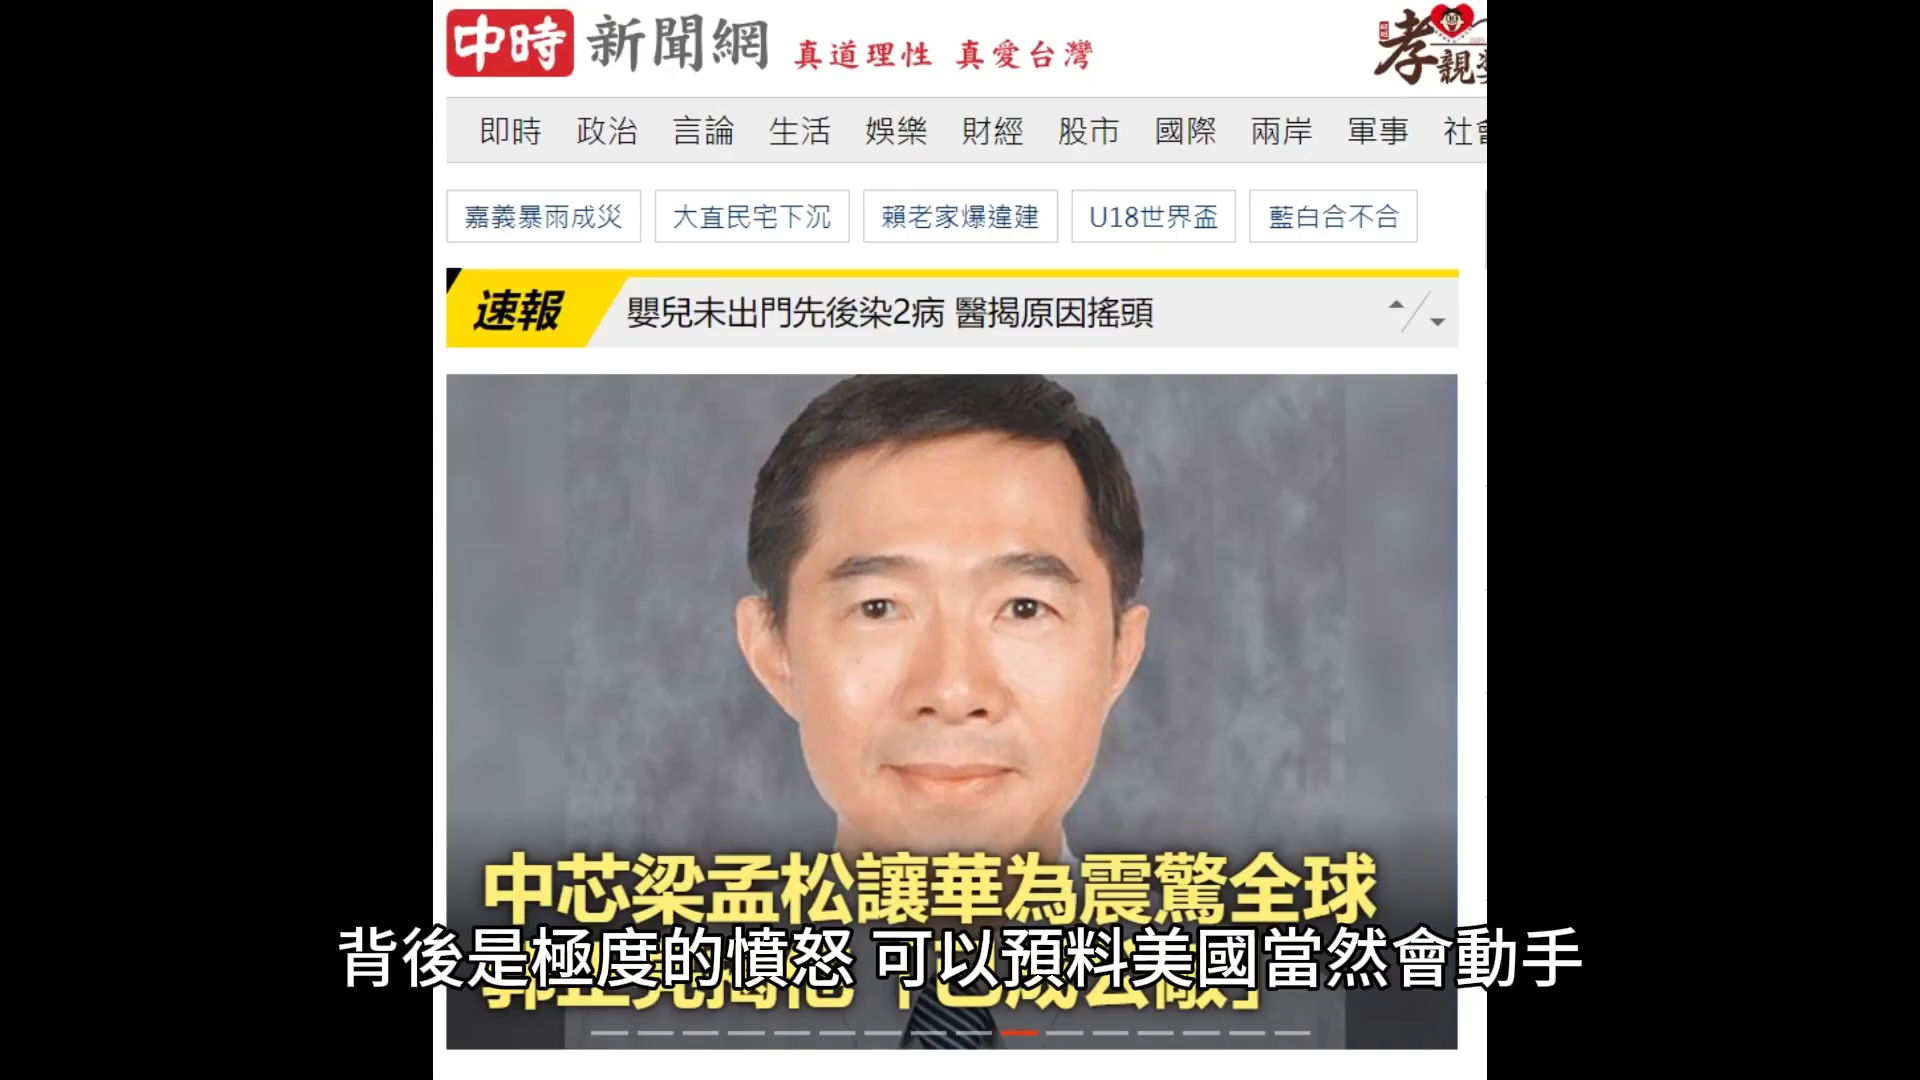 中時 新聞網 真道理性 真愛台灣
孝親獎
即時 政治 言論 生活 娛樂 財經 股市 國際 兩岸 軍事 社會
嘉義暴雨成災 大直民宅下沉 賴老家爆違建 U18世界盃 藍白合不合
速報 嬰兒未出門先後染2病 醫揭原因搖頭
中芯梁孟松讓華為震驚全球
背後是極度的憤怒 可以預料美國當然會動手